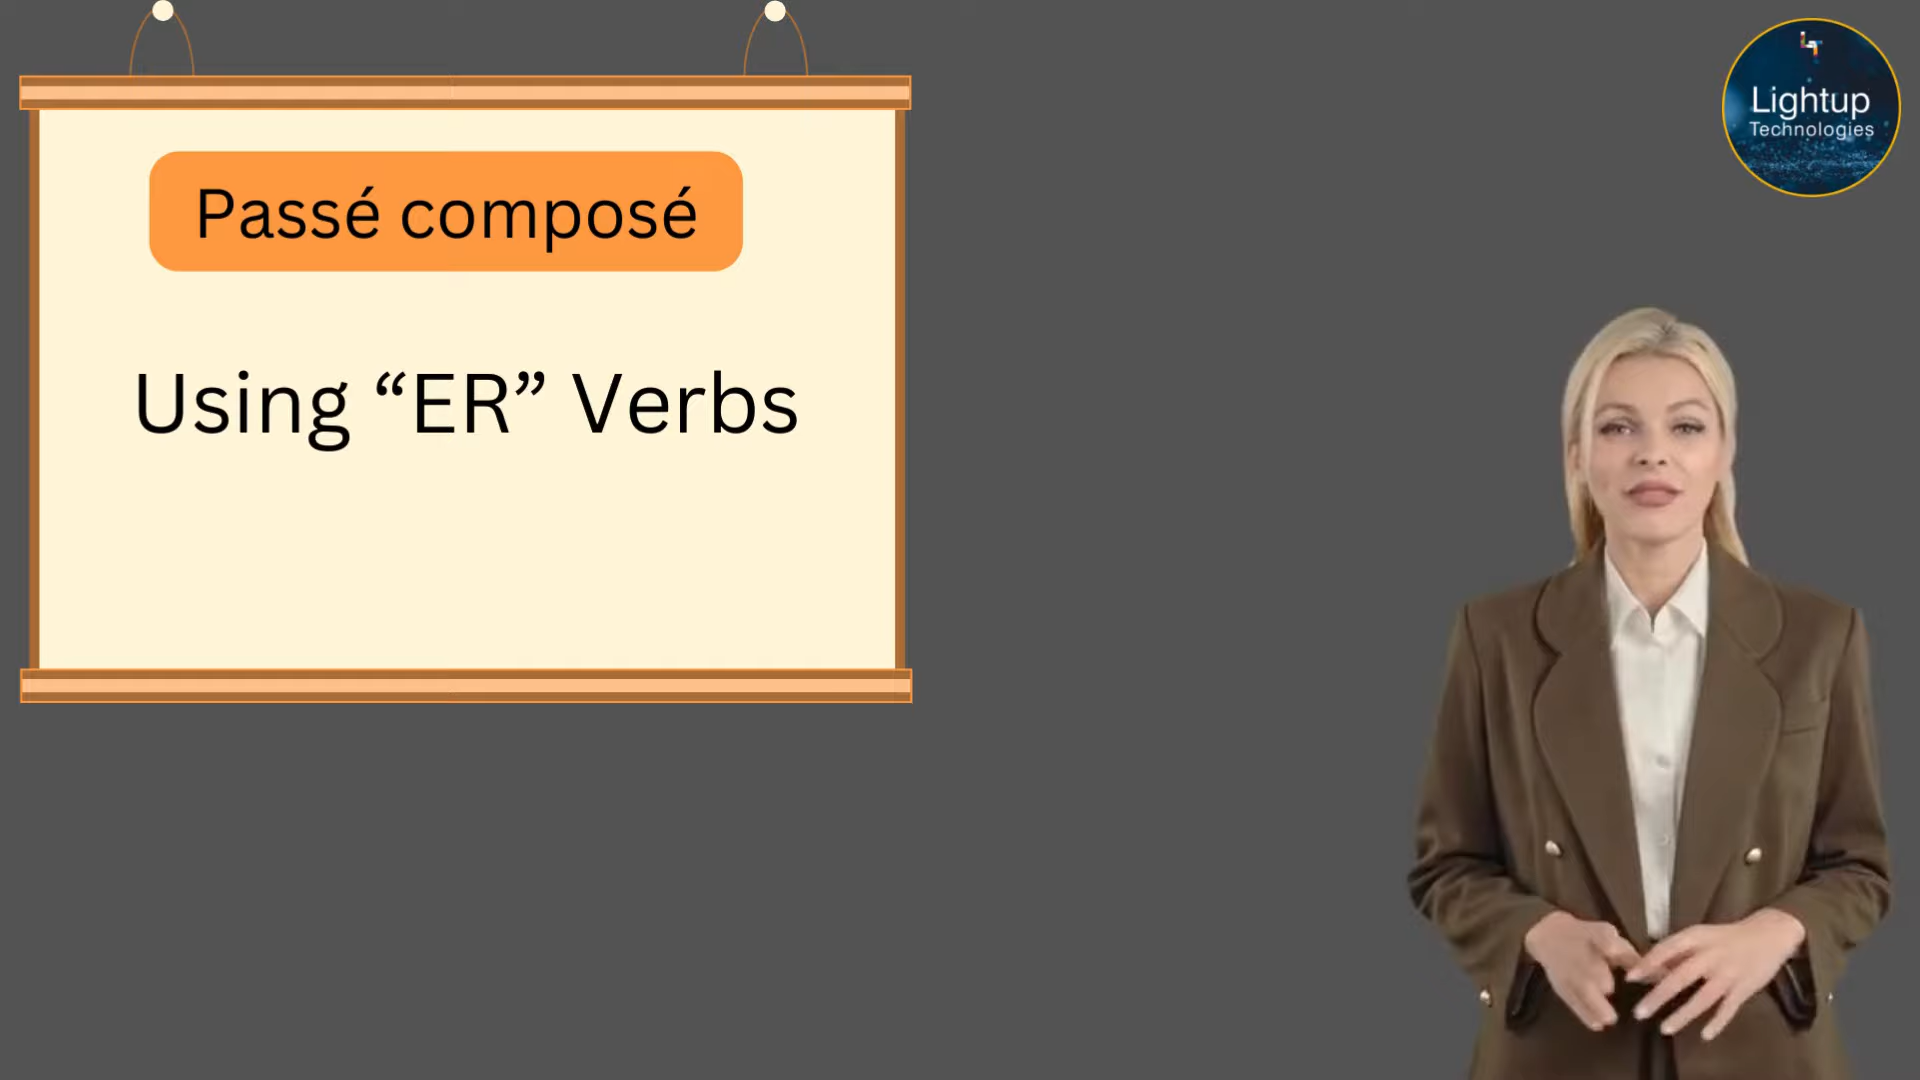 Passé composé
Using “ER” Verbs
Lightup
Technologies